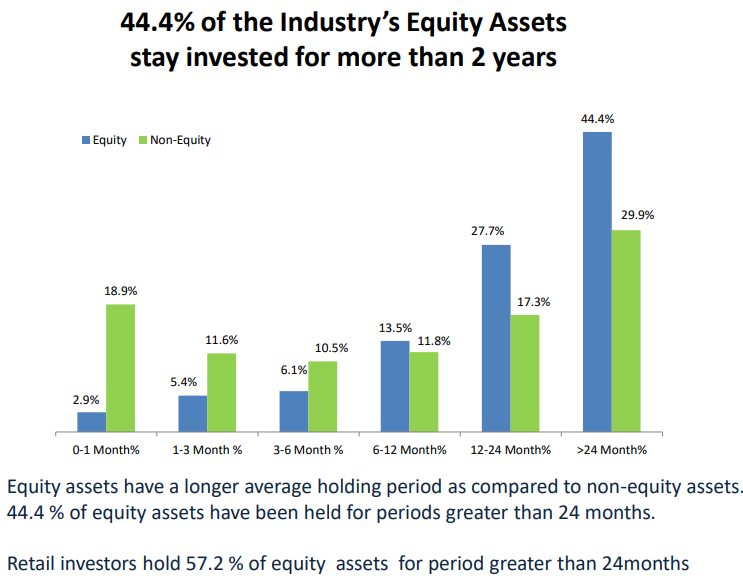 44.4% of the Industry's Equity Assets
stay invested for more than 2 years
Equity Non-Equity
44.4%
29.9%
27.7%
18.9%
17.3%
13.5%
11.8%
11.6%
10.5%
6.1%
5.4%
2.9%
0-1 Month% 1-3 Month % 3-6 Month % 6-12 Month% 12-24 Month% >24 Month%
Equity assets have a longer average holding period as compared to non-equity assets.
44.4 % of equity assets have been held for periods greater than 24 months.
Retail investors hold 57.2 % of equity assets for period greater than 24months